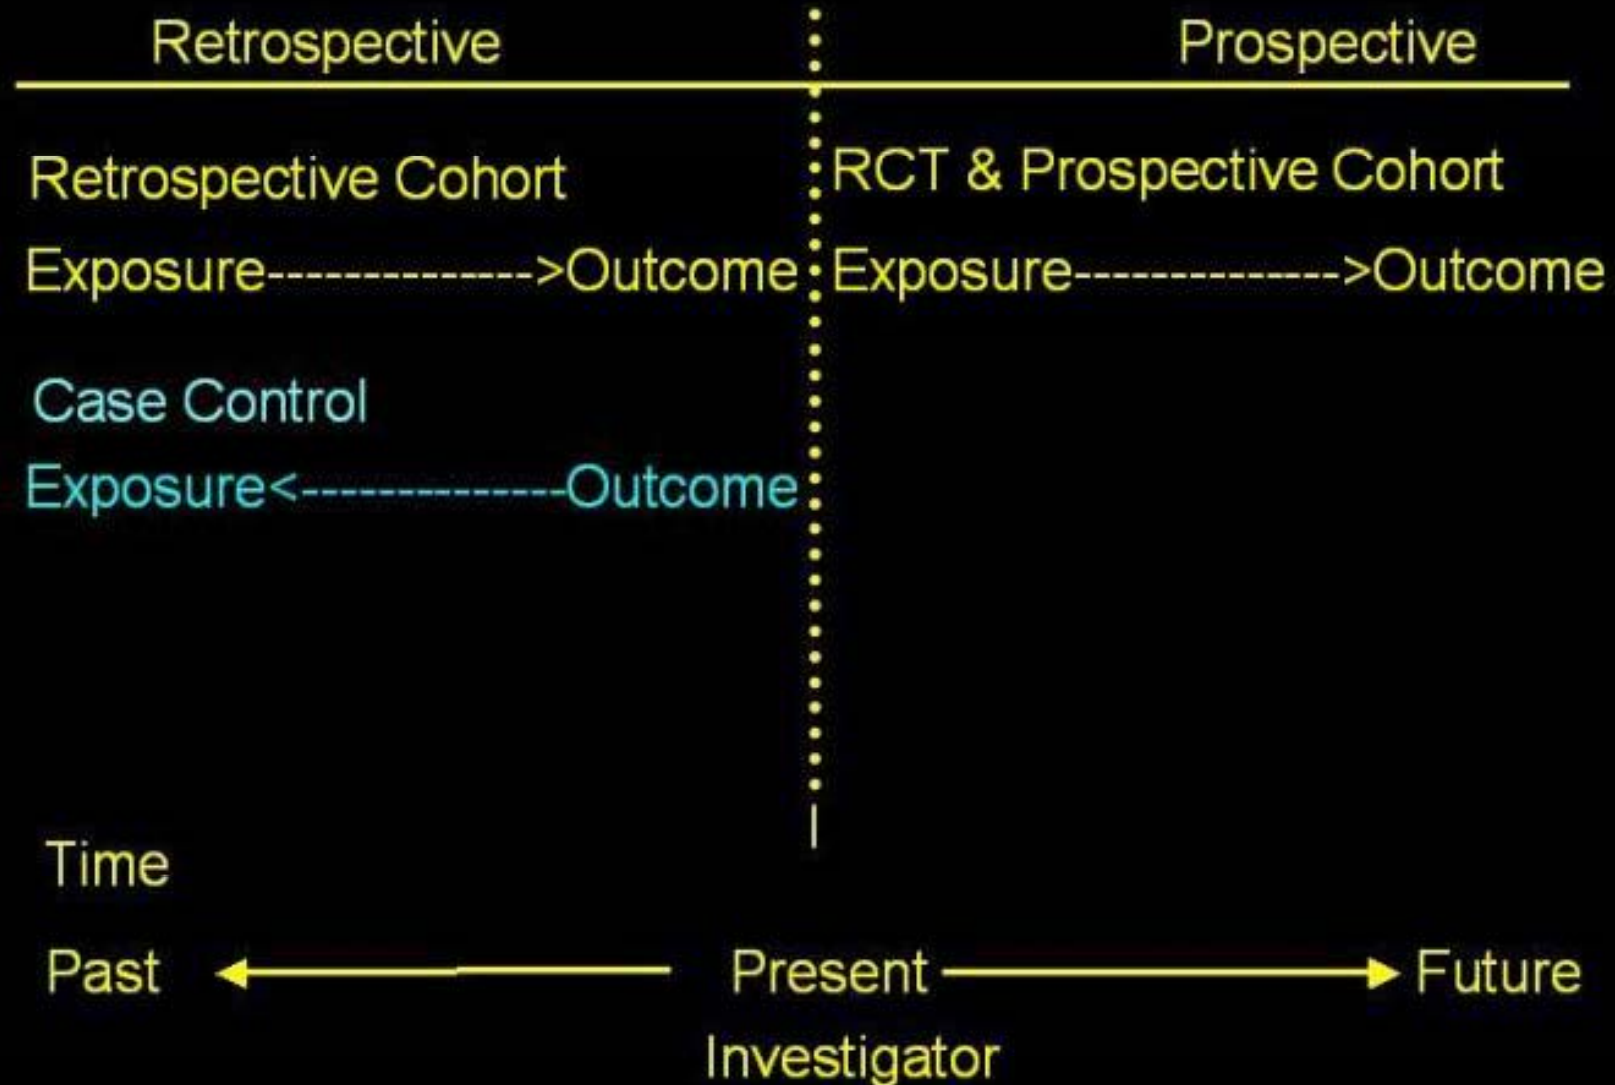 Retrospective Prospective
Retrospective Cohort
Exposure-------------->Outcome
Case Control
Exposure<--------------Outcome
RCT & Prospective Cohort
Exposure-------------->Outcome
Time
Past Present Future
Investigator